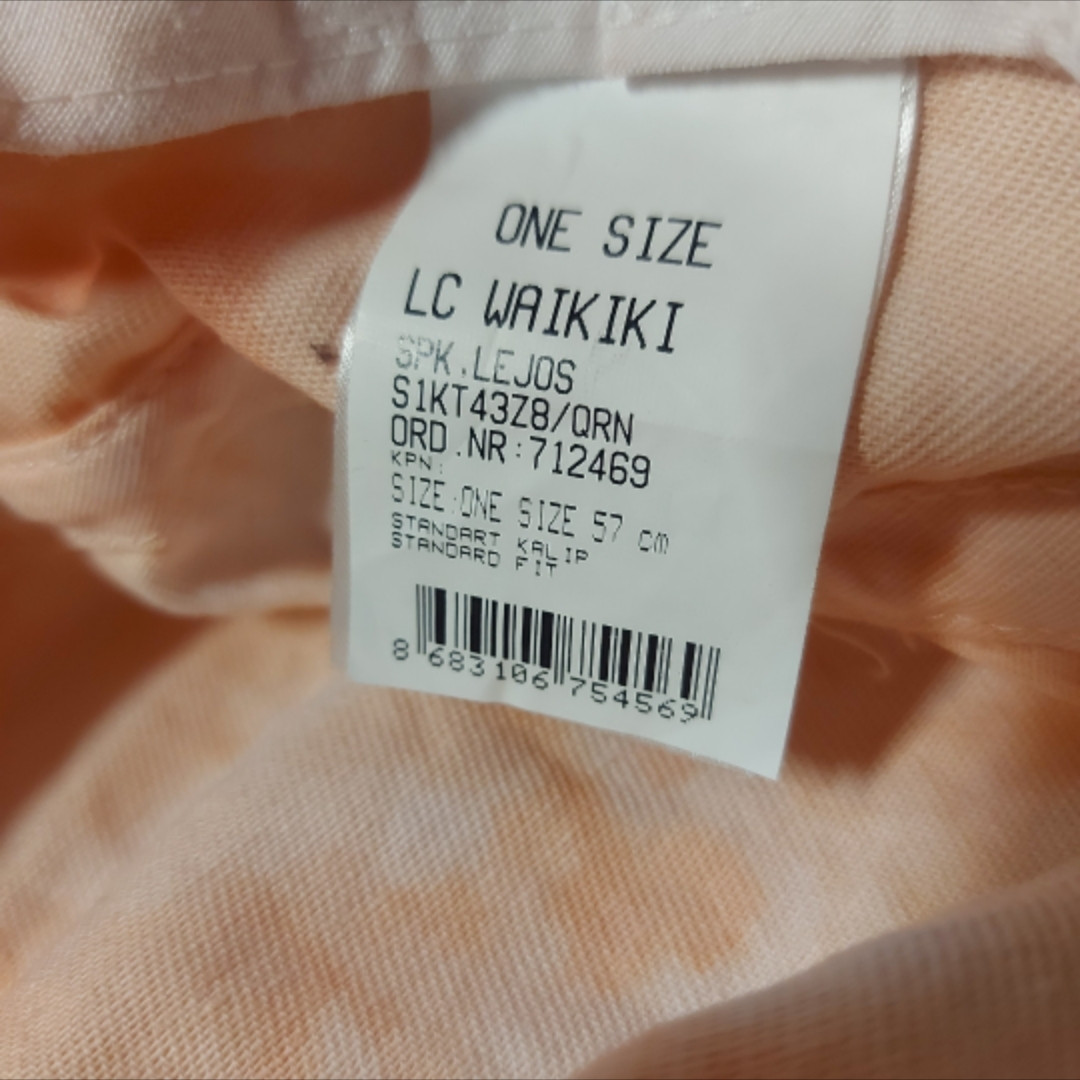 ONE SIZE
LC WAIKIKI
SPK.LEJOS
S1KT43Z8/QRN
ORD.NR:712469
KPN:
SIZE:ONE SIZE 57 cm
STANDART KALIP
STANDARD FIT
8 683106 754569